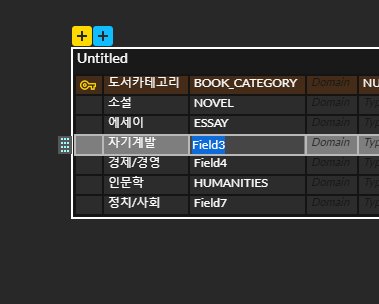 Untitled
도서카테고리 BOOK_CATEGORY Domain NU
소설 NOVEL Domain Typ
에세이 ESSAY Domain Typ
자기계발 Field3 Domain Typ
경제/경영 Field4 Domain Typ
인문학 HUMANITIES Domain Typ
정치/사회 Field7 Domain Typ